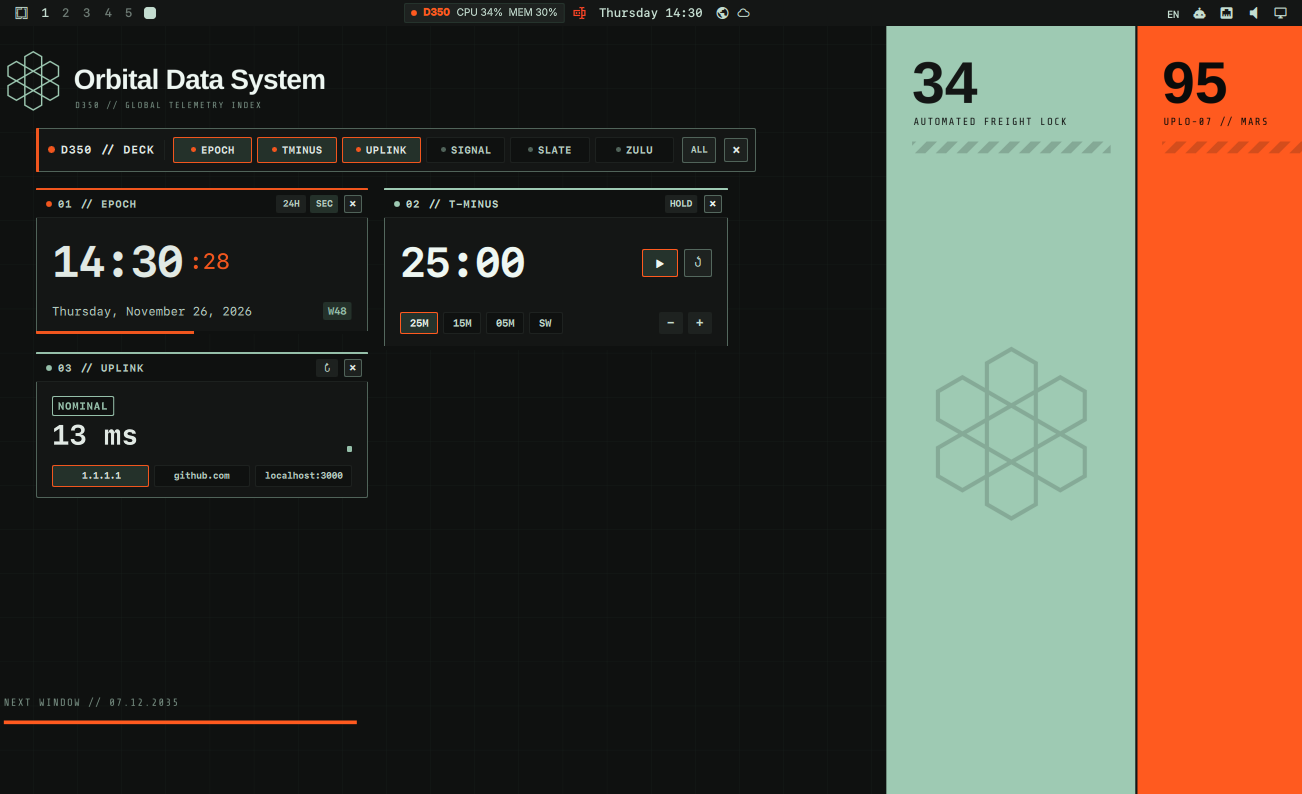 1 2 3 4 5
D350 CPU 34% MEM 30%
Thursday 14:30
EN
Orbital Data System
D350 // GLOBAL TELEMETRY INDEX
D350 // DECK
EPOCH
TMINUS
UPLINK
SIGNAL
SLATE
ZULU
ALL
×
01 // EPOCH
24H
SEC
×
14:30:28
Thursday, November 26, 2026
W48
02 // T-MINUS
HOLD
×
25:00
25M
15M
05M
SW
−
+
03 // UPLINK
×
NOMINAL
13 ms
1.1.1.1
github.com
localhost:3000
NEXT WINDOW // 07.12.2035
34
AUTOMATED FREIGHT LOCK
95
UPLO-07 // MARS